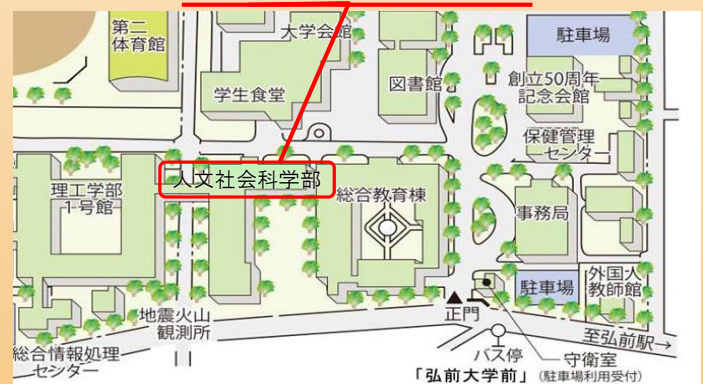 第二
体育館
大学会館
駐車場
学生食堂
図書館
創立50周年
記念会館
保健管理
センター
理工学部
1号館
人文社会科学部
総合教育棟
事務局
外国人
教師館
駐車場
地震火山
観測所
正門
総合情報処理
センター
至弘前駅→
バス停
「弘前大学前」
守衛室
(駐車場利用受付)